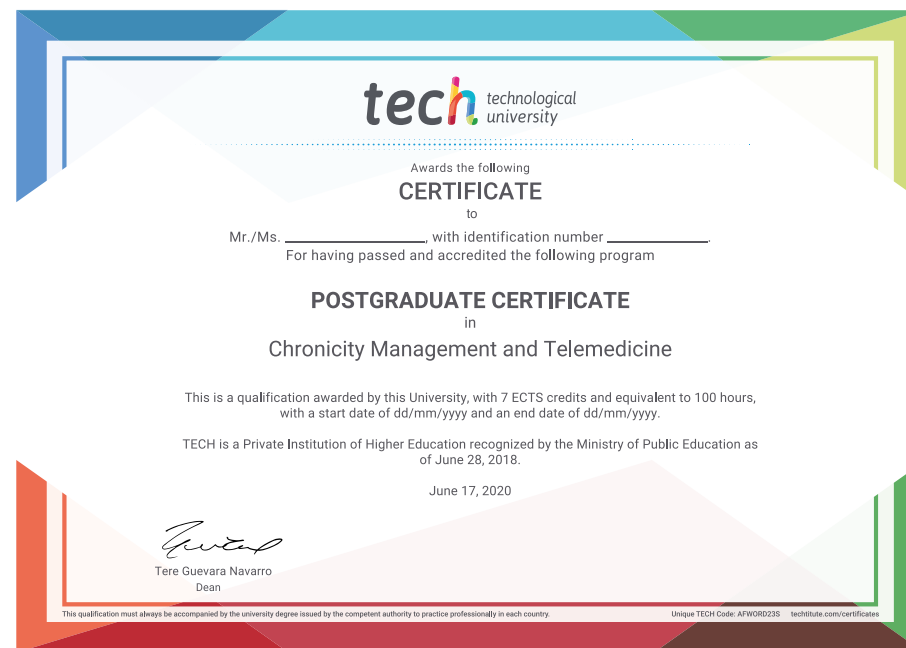 tech technological
university
Awards the following
CERTIFICATE
to
Mr./Ms. ____________________, with identification number ______________.
For having passed and accredited the following program
POSTGRADUATE CERTIFICATE
in
Chronicity Management and Telemedicine
This is a qualification awarded by this University, with 7 ECTS credits and equivalent to 100 hours,
with a start date of dd/mm/yyyy and an end date of dd/mm/yyyy.
TECH is a Private Institution of Higher Education recognized by the Ministry of Public Education as
of June 28, 2018.
June 17, 2020
Tere Guevara Navarro
Dean
This qualification must always be accompanied by the university degree issued by the competent authority to practice professionally in each country. Unique TECH Code: AFWORD23S techtitute.com/certificates